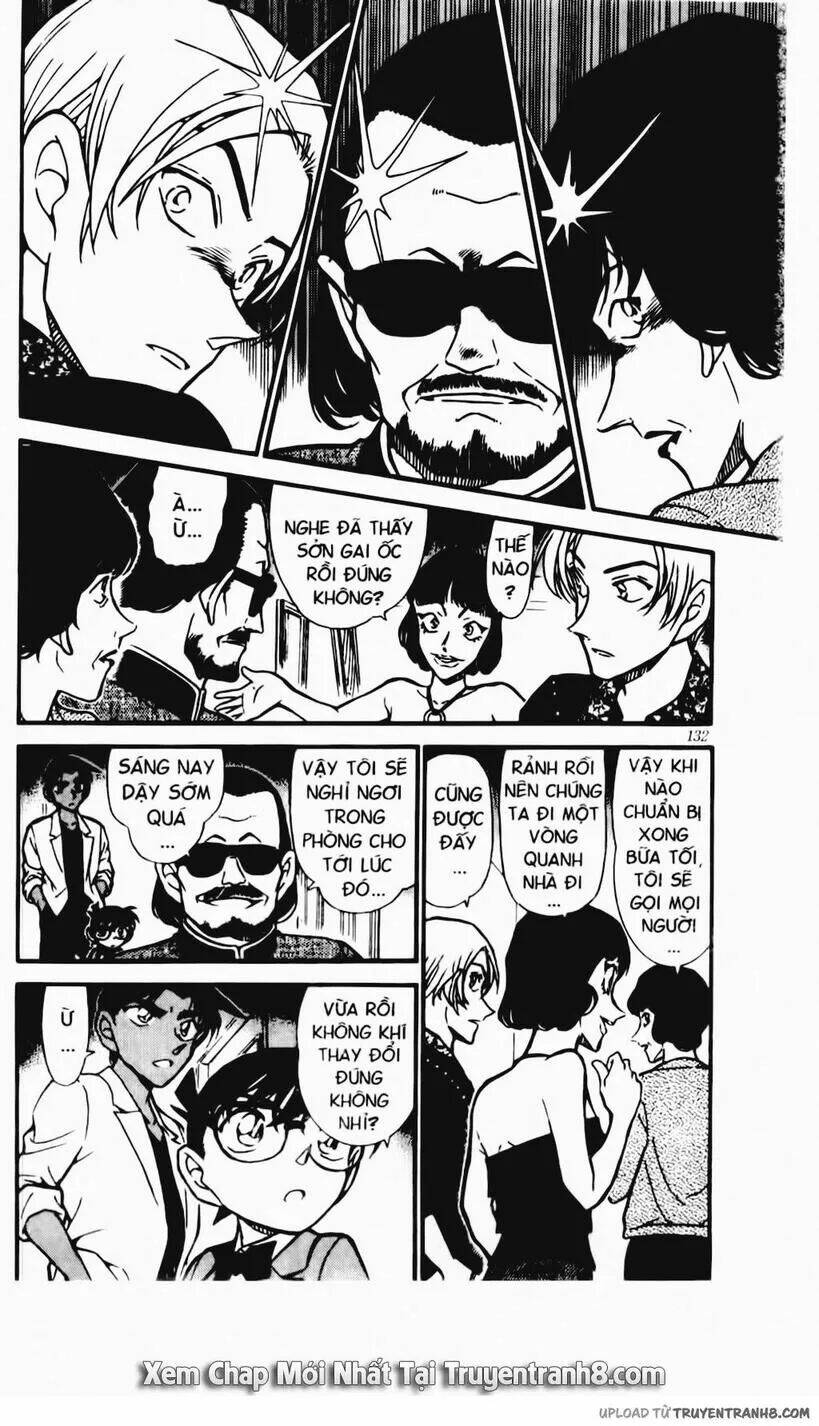 THẾ
NÀO
?
NGHE ĐÃ THẤY
SỞN GAI ỐC
RỒI ĐÚNG
KHÔNG?
À...
Ừ...
132
VẬY KHI
NÀO
CHUẨN BỊ
XONG
BỮA TỐI,
TÔI SẼ
GỌI MỌI
NGƯỜI
...
RẢNH RỒI
NÊN CHÚNG
TA ĐI MỘT
VÒNG
QUANH
NHÀ ĐI
...
CŨNG
ĐƯỢC
ĐẤY
...
VẬY TÔI SẼ
NGHỈ NGƠI
TRONG
PHÒNG CHO
TỚI LÚC
ĐÓ...
SÁNG NAY
DẬY SỚM
QUÁ
...
VỪA RỒI
KHÔNG KHÍ
THAY ĐỔI
ĐÚNG
KHÔNG
NHỈ?
Ừ
...
Xem Chap Mới Nhất Tại Truyentranh8.com
UPLOAD TỪ TRUYENTRANH8.COM